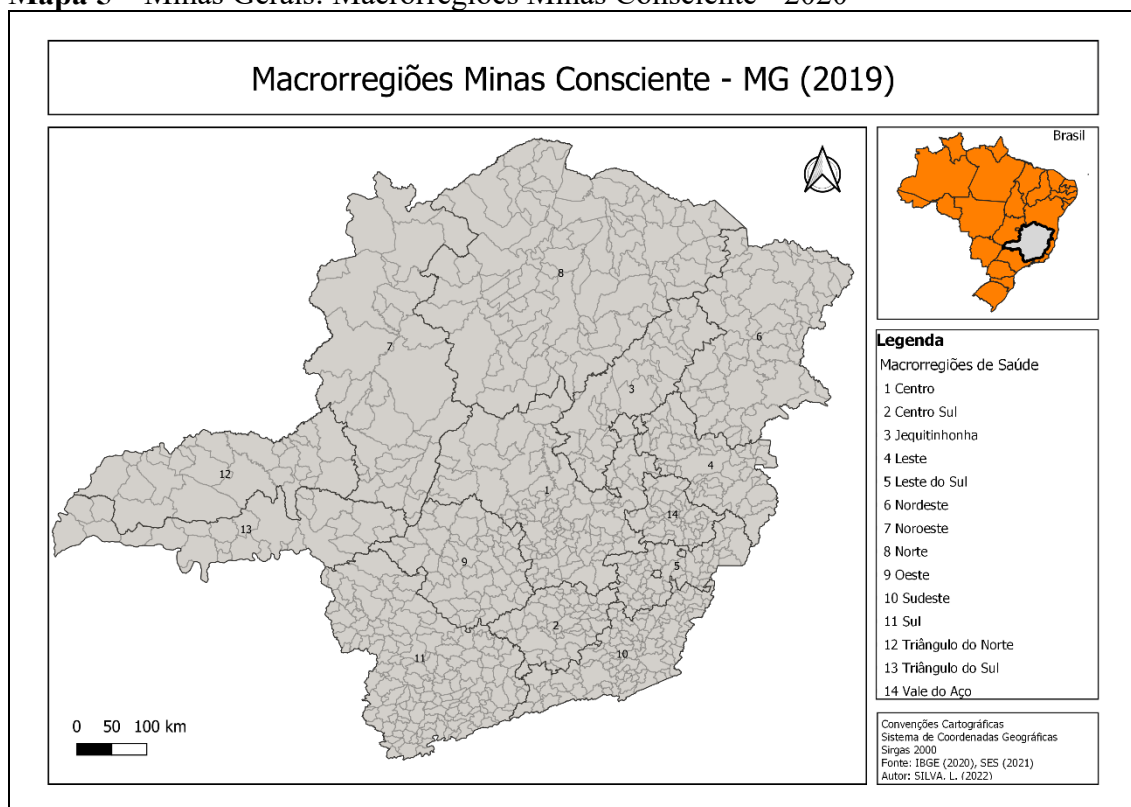 Mapa 3 – Minas Gerais: Macrorregiões Minas Consciente - 2020
Macrorregiões Minas Consciente - MG (2019)
Brasil
8
7
6
3
12
4
1
13
14
9
5
2
11
10
0 50 100 km
Legenda
Macrorregiões de Saúde
1 Centro
2 Centro Sul
3 Jequitinhonha
4 Leste
5 Leste do Sul
6 Nordeste
7 Noroeste
8 Norte
9 Oeste
10 Sudeste
11 Sul
12 Triângulo do Norte
13 Triângulo do Sul
14 Vale do Aço
Convenções Cartográficas
Sistema de Coordenadas Geográficas
Sirgas 2000
Fonte: IBGE (2020), SES (2021)
Autor: SILVA. L. (2022)